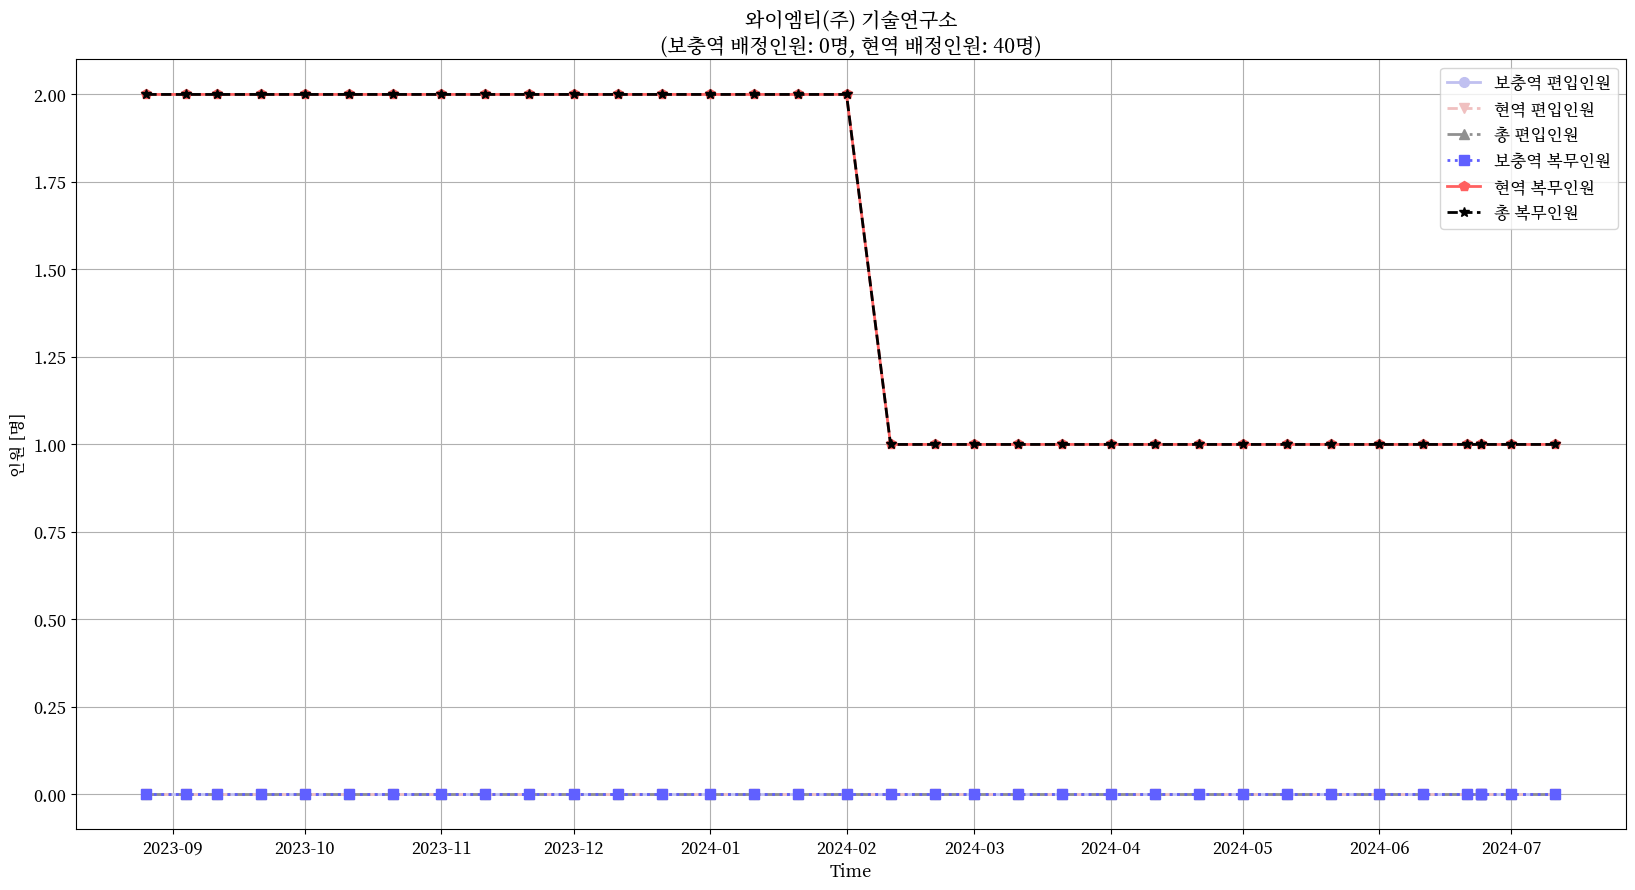 와이엠티(주) 기술연구소
(보충역 배정인원: 0명, 현역 배정인원: 40명)
보충역 편입인원
현역 편입인원
총 편입인원
보충역 복무인원
현역 복무인원
총 복무인원
인원 [명]
2.00
1.75
1.50
1.25
1.00
0.75
0.50
0.25
0.00
2023-09
2023-10
2023-11
2023-12
2024-01
2024-02
2024-03
2024-04
2024-05
2024-06
2024-07
Time